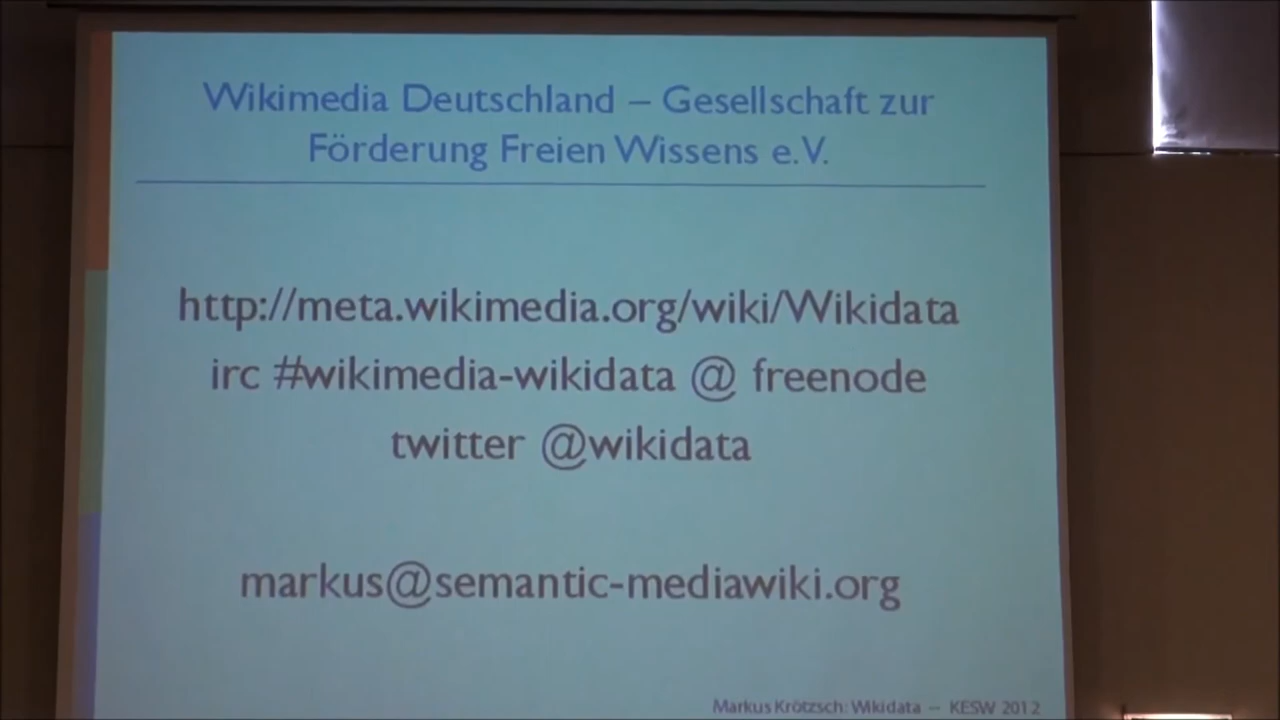 Wikimedia Deutschland – Gesellschaft zur
Förderung Freien Wissens e.V.
http://meta.wikimedia.org/wiki/Wikidata
irc #wikimedia-wikidata @ freenode
twitter @wikidata
markus@semantic-mediawiki.org
Markus Krötzsch: Wikidata – KESW 2012